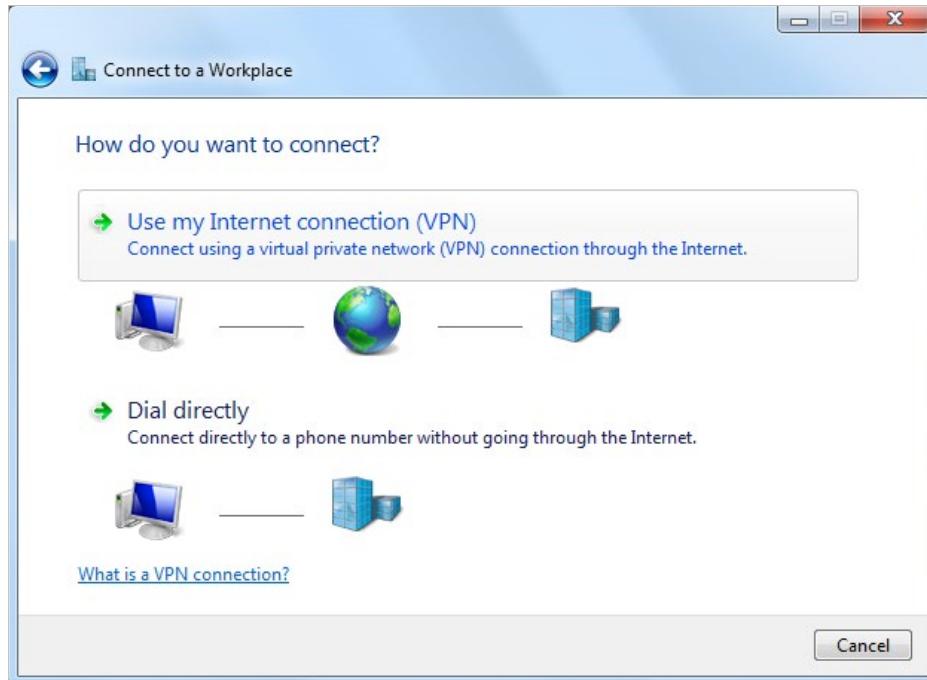 Connect to a Workplace
How do you want to connect?
Use my Internet connection (VPN)
Connect using a virtual private network (VPN) connection through the Internet.
Dial directly
Connect directly to a phone number without going through the Internet.
What is a VPN connection?
Cancel